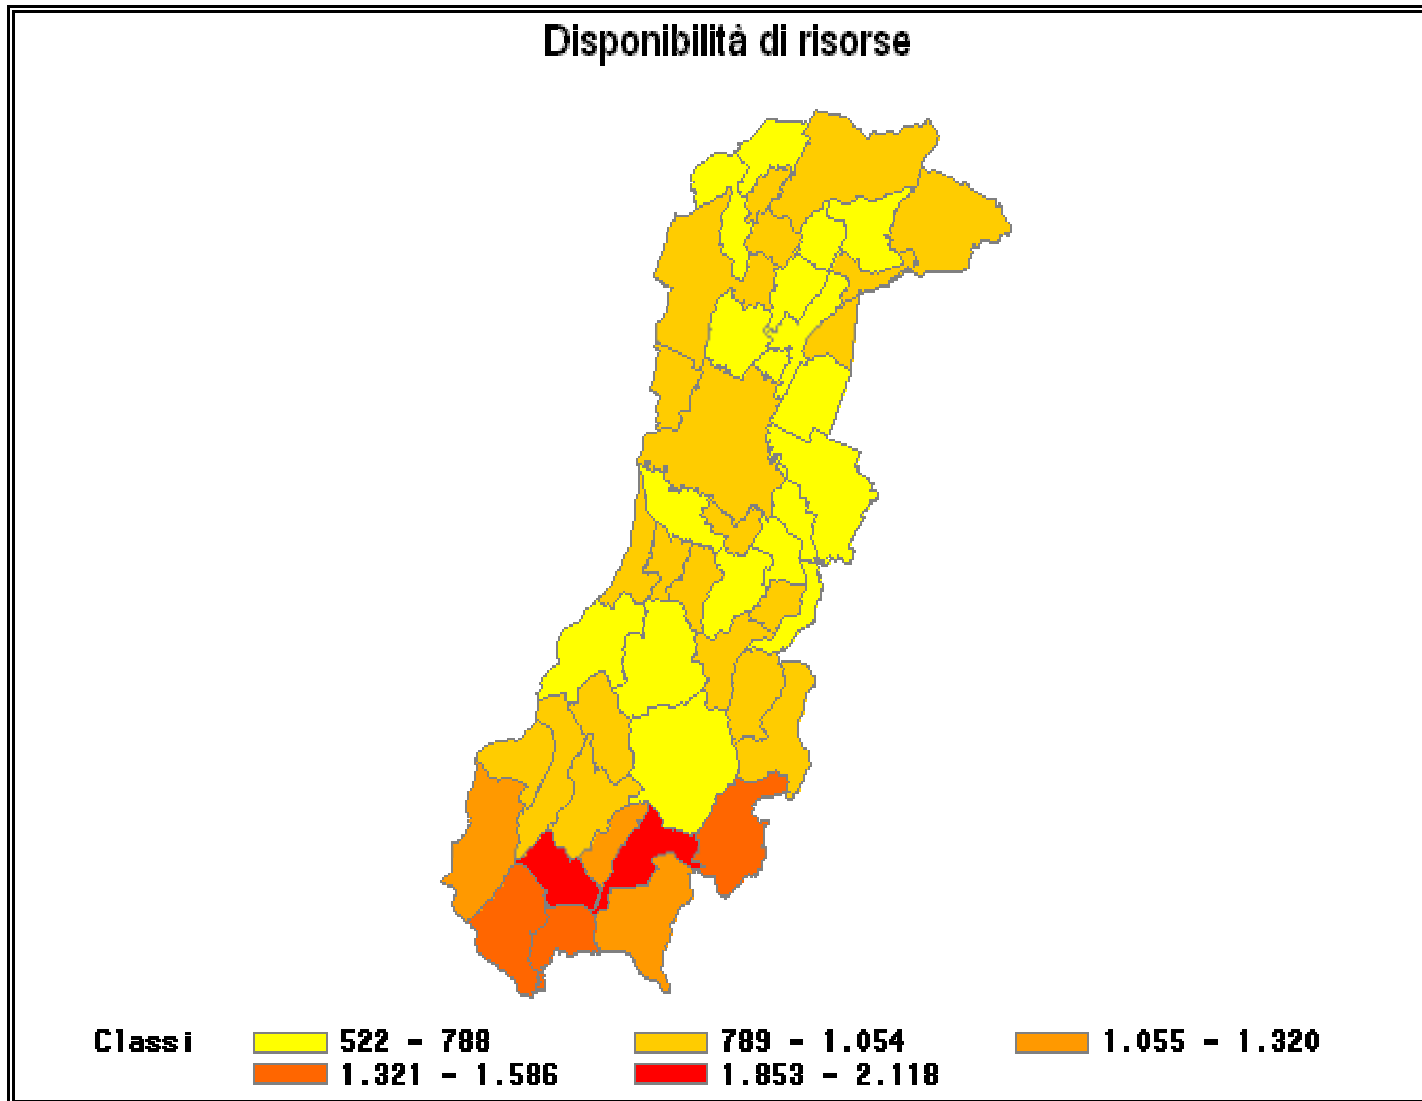 Disponibilità di risorse
Classi 522 - 788 789 - 1.054 1.055 - 1.320
1.321 - 1.586 1.853 - 2.118